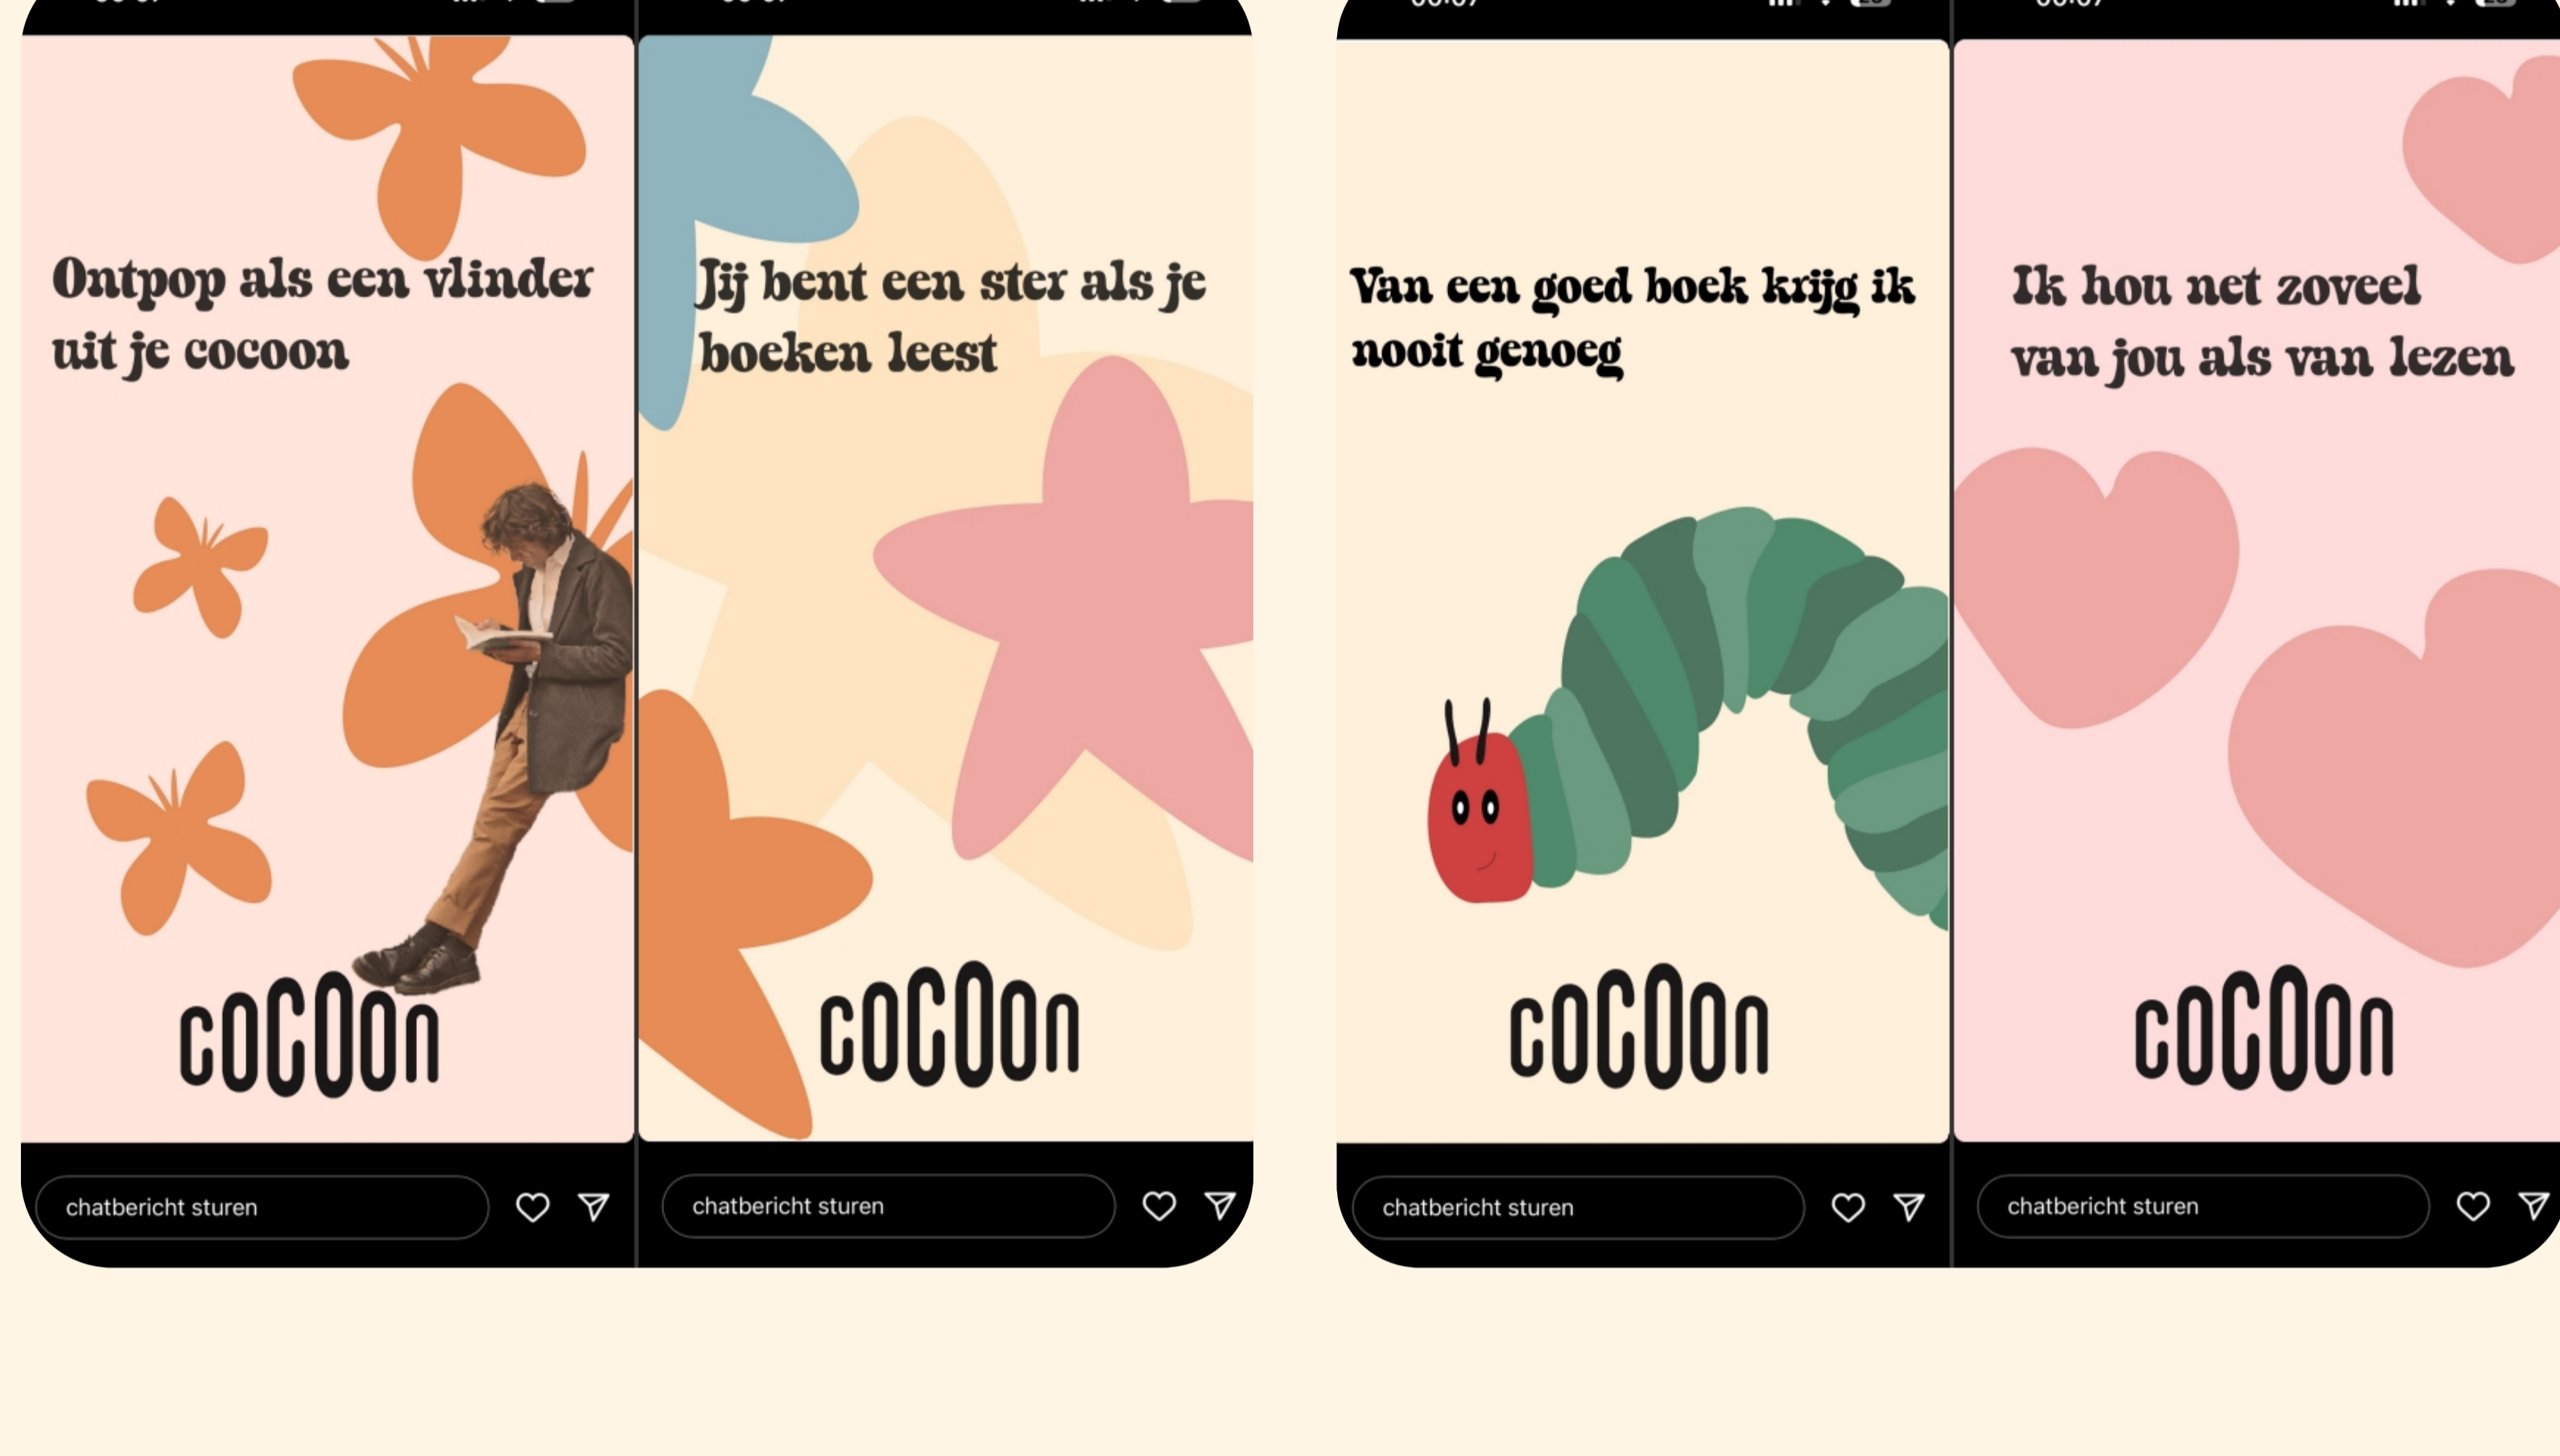 Ontpop als een vlinder
uit je cocoon
cocoon
chatbericht sturen
Jij bent een ster als je
boeken leest
cocoon
chatbericht sturen
Van een goed boek krijg ik
nooit genoeg
cocoon
chatbericht sturen
Ik hou net zoveel
van jou als van lezen
cocoon
chatbericht sturen